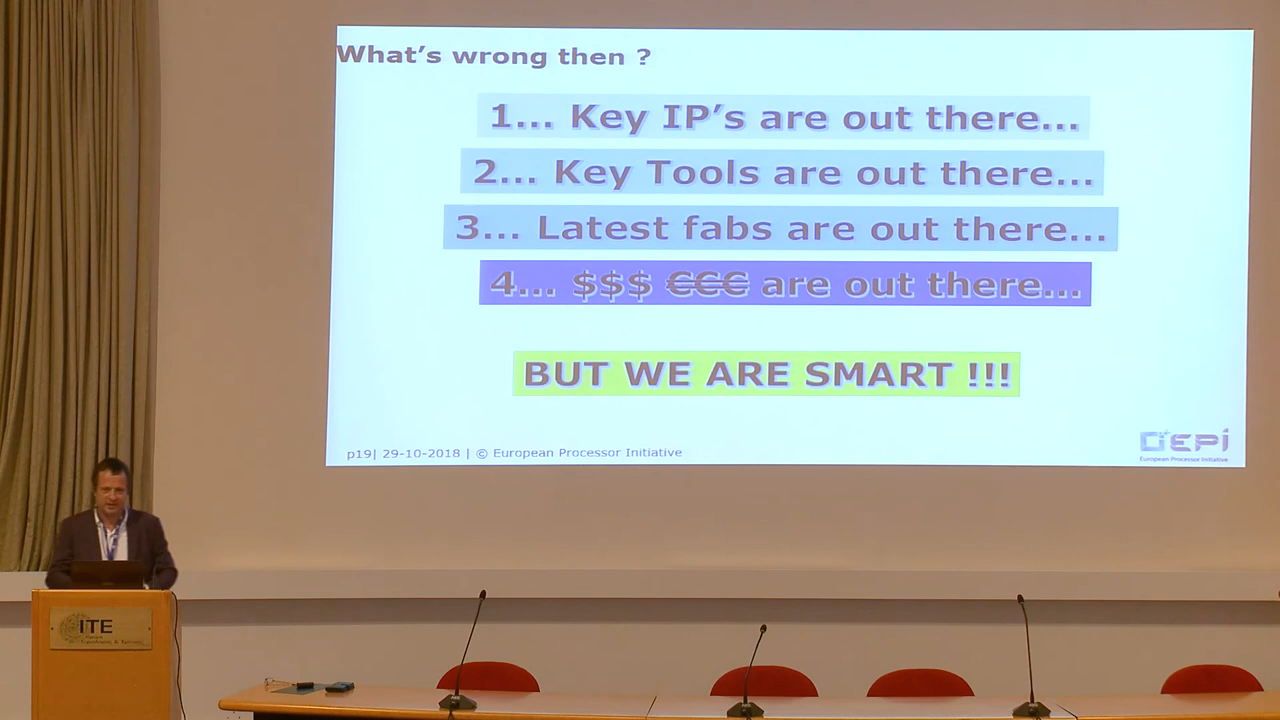 What's wrong then ?
1... Key IP's are out there...
2... Key Tools are out there...
3... Latest fabs are out there...
4... $$$ €€€ are out there...
BUT WE ARE SMART !!!
p19| 29-10-2018 | © European Processor Initiative
EPI
European Processor Initiative
ITE